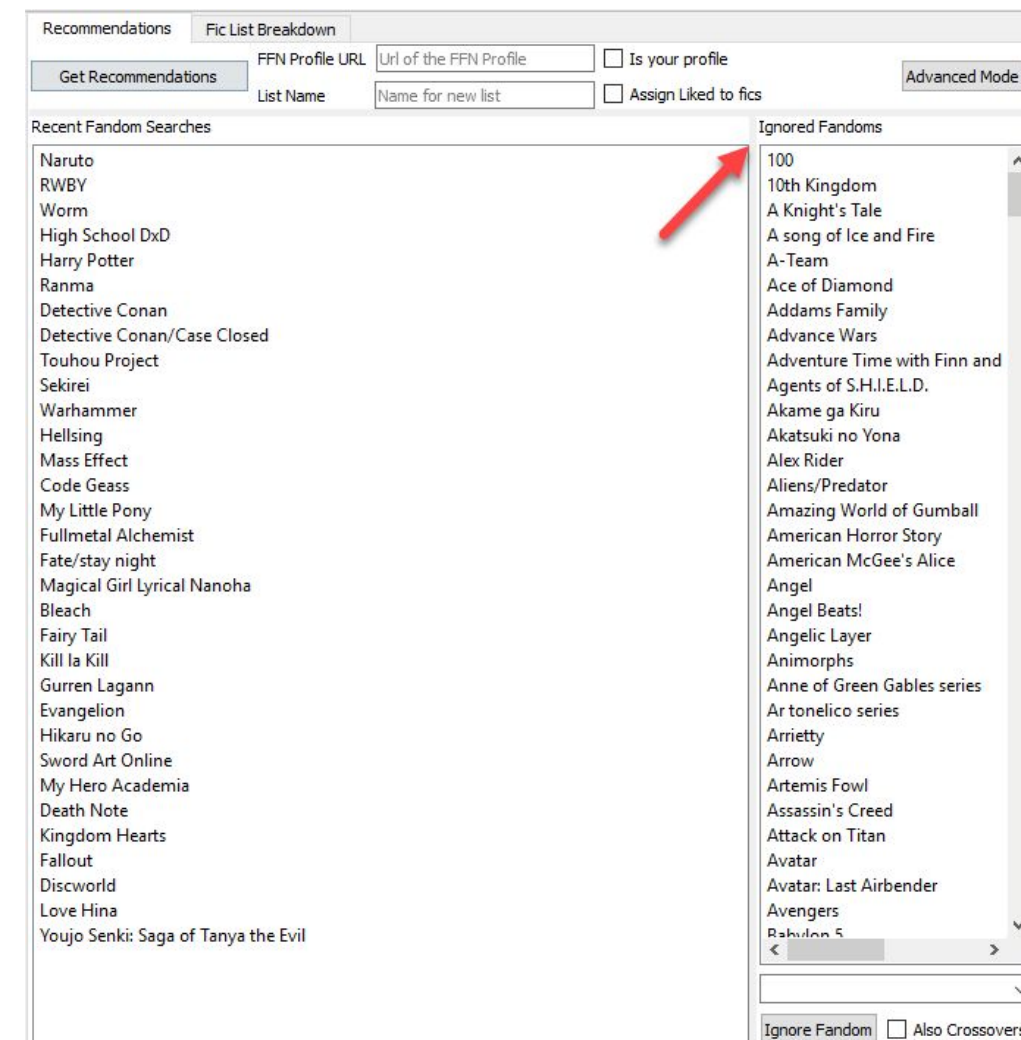 Recommendations Fic List Breakdown
Get Recommendations
FFN Profile URL Url of the FFN Profile Is your profile
List Name Name for new list Assign Liked to fics
Advanced Mode
Recent Fandom Searches
Naruto
RWBY
Worm
High School DxD
Harry Potter
Ranma
Detective Conan
Detective Conan/Case Closed
Touhou Project
Sekirei
Warhammer
Hellsing
Mass Effect
Code Geass
My Little Pony
Fullmetal Alchemist
Fate/stay night
Magical Girl Lyrical Nanoha
Bleach
Fairy Tail
Kill la Kill
Gurren Lagann
Evangelion
Hikaru no Go
Sword Art Online
My Hero Academia
Death Note
Kingdom Hearts
Fallout
Discworld
Love Hina
Youjo Senki: Saga of Tanya the Evil
Ignored Fandoms
100
10th Kingdom
A Knight's Tale
A song of Ice and Fire
A-Team
Ace of Diamond
Addams Family
Advance Wars
Adventure Time with Finn and
Agents of S.H.I.E.L.D.
Akame ga Kiru
Akatsuki no Yona
Alex Rider
Aliens/Predator
Amazing World of Gumball
American Horror Story
American McGee's Alice
Angel
Angel Beats!
Angelic Layer
Animorphs
Anne of Green Gables series
Ar tonelico series
Arrietty
Arrow
Artemis Fowl
Assassin's Creed
Attack on Titan
Avatar
Avatar: Last Airbender
Avengers
Babylon 5
Ignore Fandom Also Crossovers